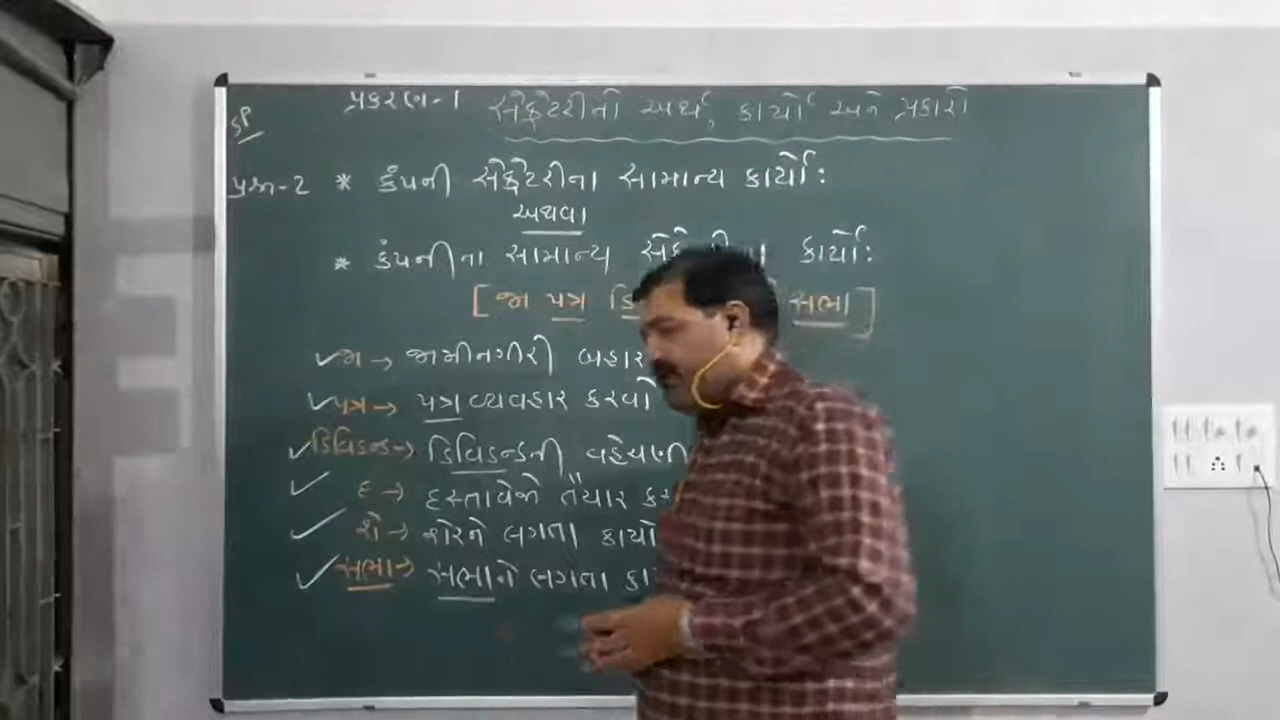 SP
પ્રકરણ-1 સેક્રેટરીનો અર્થ, કાર્યો અને પ્રકારો
પ્રશ્ન-2 * કંપની સેક્રેટરીના સામાન્ય કાર્યો:
અથવા
* કંપનીના સામાન્ય કાર્યો:
[જા પત્ર સભા]
જા → જામીનગીરી બહાર
પત્ર → પત્રવ્યવહાર કરવો
ડિવિડન્ડ → ડિવિડન્ડની વહેંચણી
દ → દસ્તાવેજો તૈયાર
શે → શેરને લગતા કાર્યો
સભા → સભાને લગતા